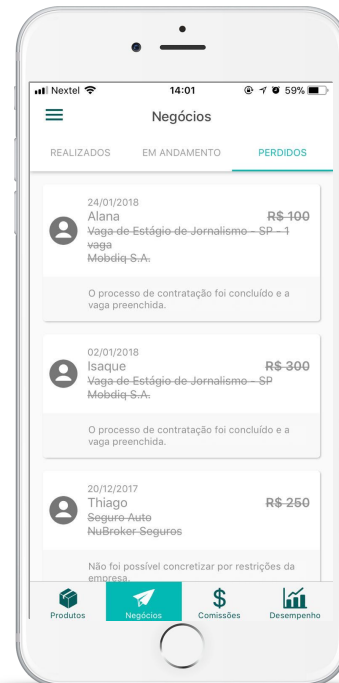 Nextel 14:01 59%
Negócios
REALIZADOS EM ANDAMENTO PERDIDOS
24/01/2018
Alana R$ 100
Vaga de Estágio de Jornalismo - SP - 1
vaga
Mobdiq S.A.
O processo de contratação foi concluído e a
vaga preenchida.
02/01/2018
Isaque R$ 300
Vaga de Estágio de Jornalismo - SP
Mobdiq S.A.
O processo de contratação foi concluído e a
vaga preenchida.
20/12/2017
Thiago R$ 250
Seguro Auto
NuBroker Seguros
Não foi possível concretizar por restrições da
empresa.
Produtos Negócios Comissões Desempenho